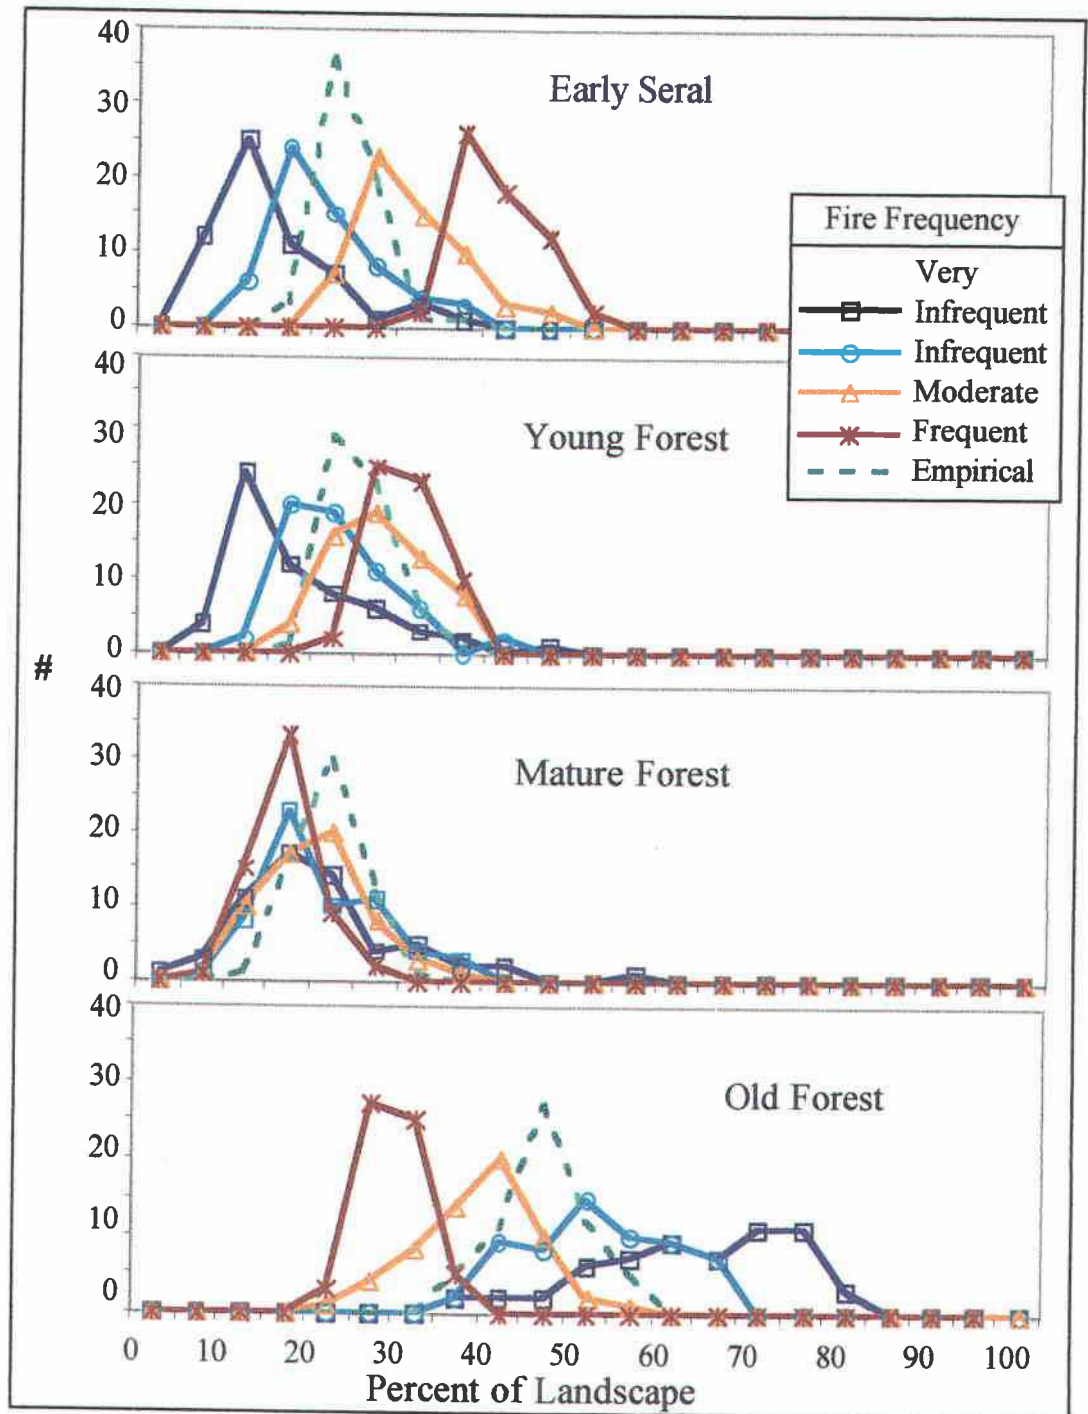 40
30
20
10
0
Early Seral
Fire Frequency
Very
Infrequent
Infrequent
Moderate
Frequent
Empirical
40
30
20
10
0
Young Forest
#
40
30
20
10
0
Mature Forest
40
30
20
10
0
Old Forest
0 10 20 30 40 50 60 70 80 90 100
Percent of Landscape